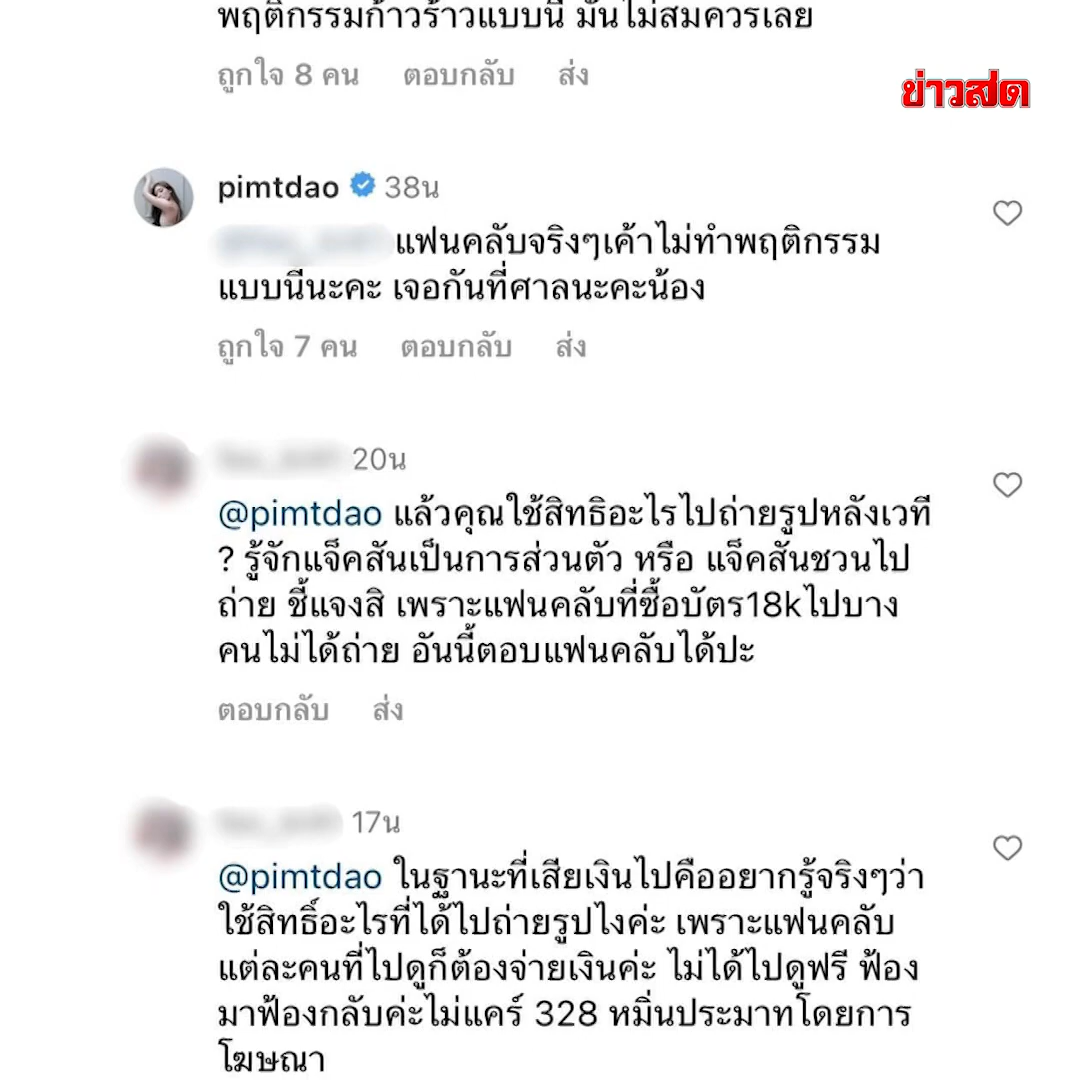 พฤติกรรมก้าวร้าวแบบนี้ มันไม่สมควรเลย
ถูกใจ 8 คน ตอบกลับ ส่ง
ข่าวสด
pimtdao 38น
แฟนคลับจริงๆเค้าไม่ทำพฤติกรรม
แบบนี้นะคะ เจอกันที่ศาลนะคะน้อง
ถูกใจ 7 คน ตอบกลับ ส่ง
20น
@pimtdao แล้วคุณใช้สิทธิอะไรไปถ่ายรูปหลังเวที
? รู้จักแจ็คสันเป็นการส่วนตัว หรือ แจ็คสันชวนไป
ถ่าย ชี้แจงสิ เพราะแฟนคลับที่ซื้อบัตร18kไปบาง
คนไม่ได้ถ่าย อันนี้ตอบแฟนคลับได้ปะ
ตอบกลับ ส่ง
17น
@pimtdao ในฐานะที่เสียเงินไปคืออยากรู้จริงๆว่า
ใช้สิทธิ์อะไรที่ได้ไปถ่ายรูปไงค่ะ เพราะแฟนคลับ
แต่ละคนที่ไปดูก็ต้องจ่ายเงินค่ะ ไม่ได้ไปดูฟรี ฟ้อง
มาฟ้องกลับค่ะไม่แคร์ 328 หมิ่นประมาทโดยการ
โฆษณา